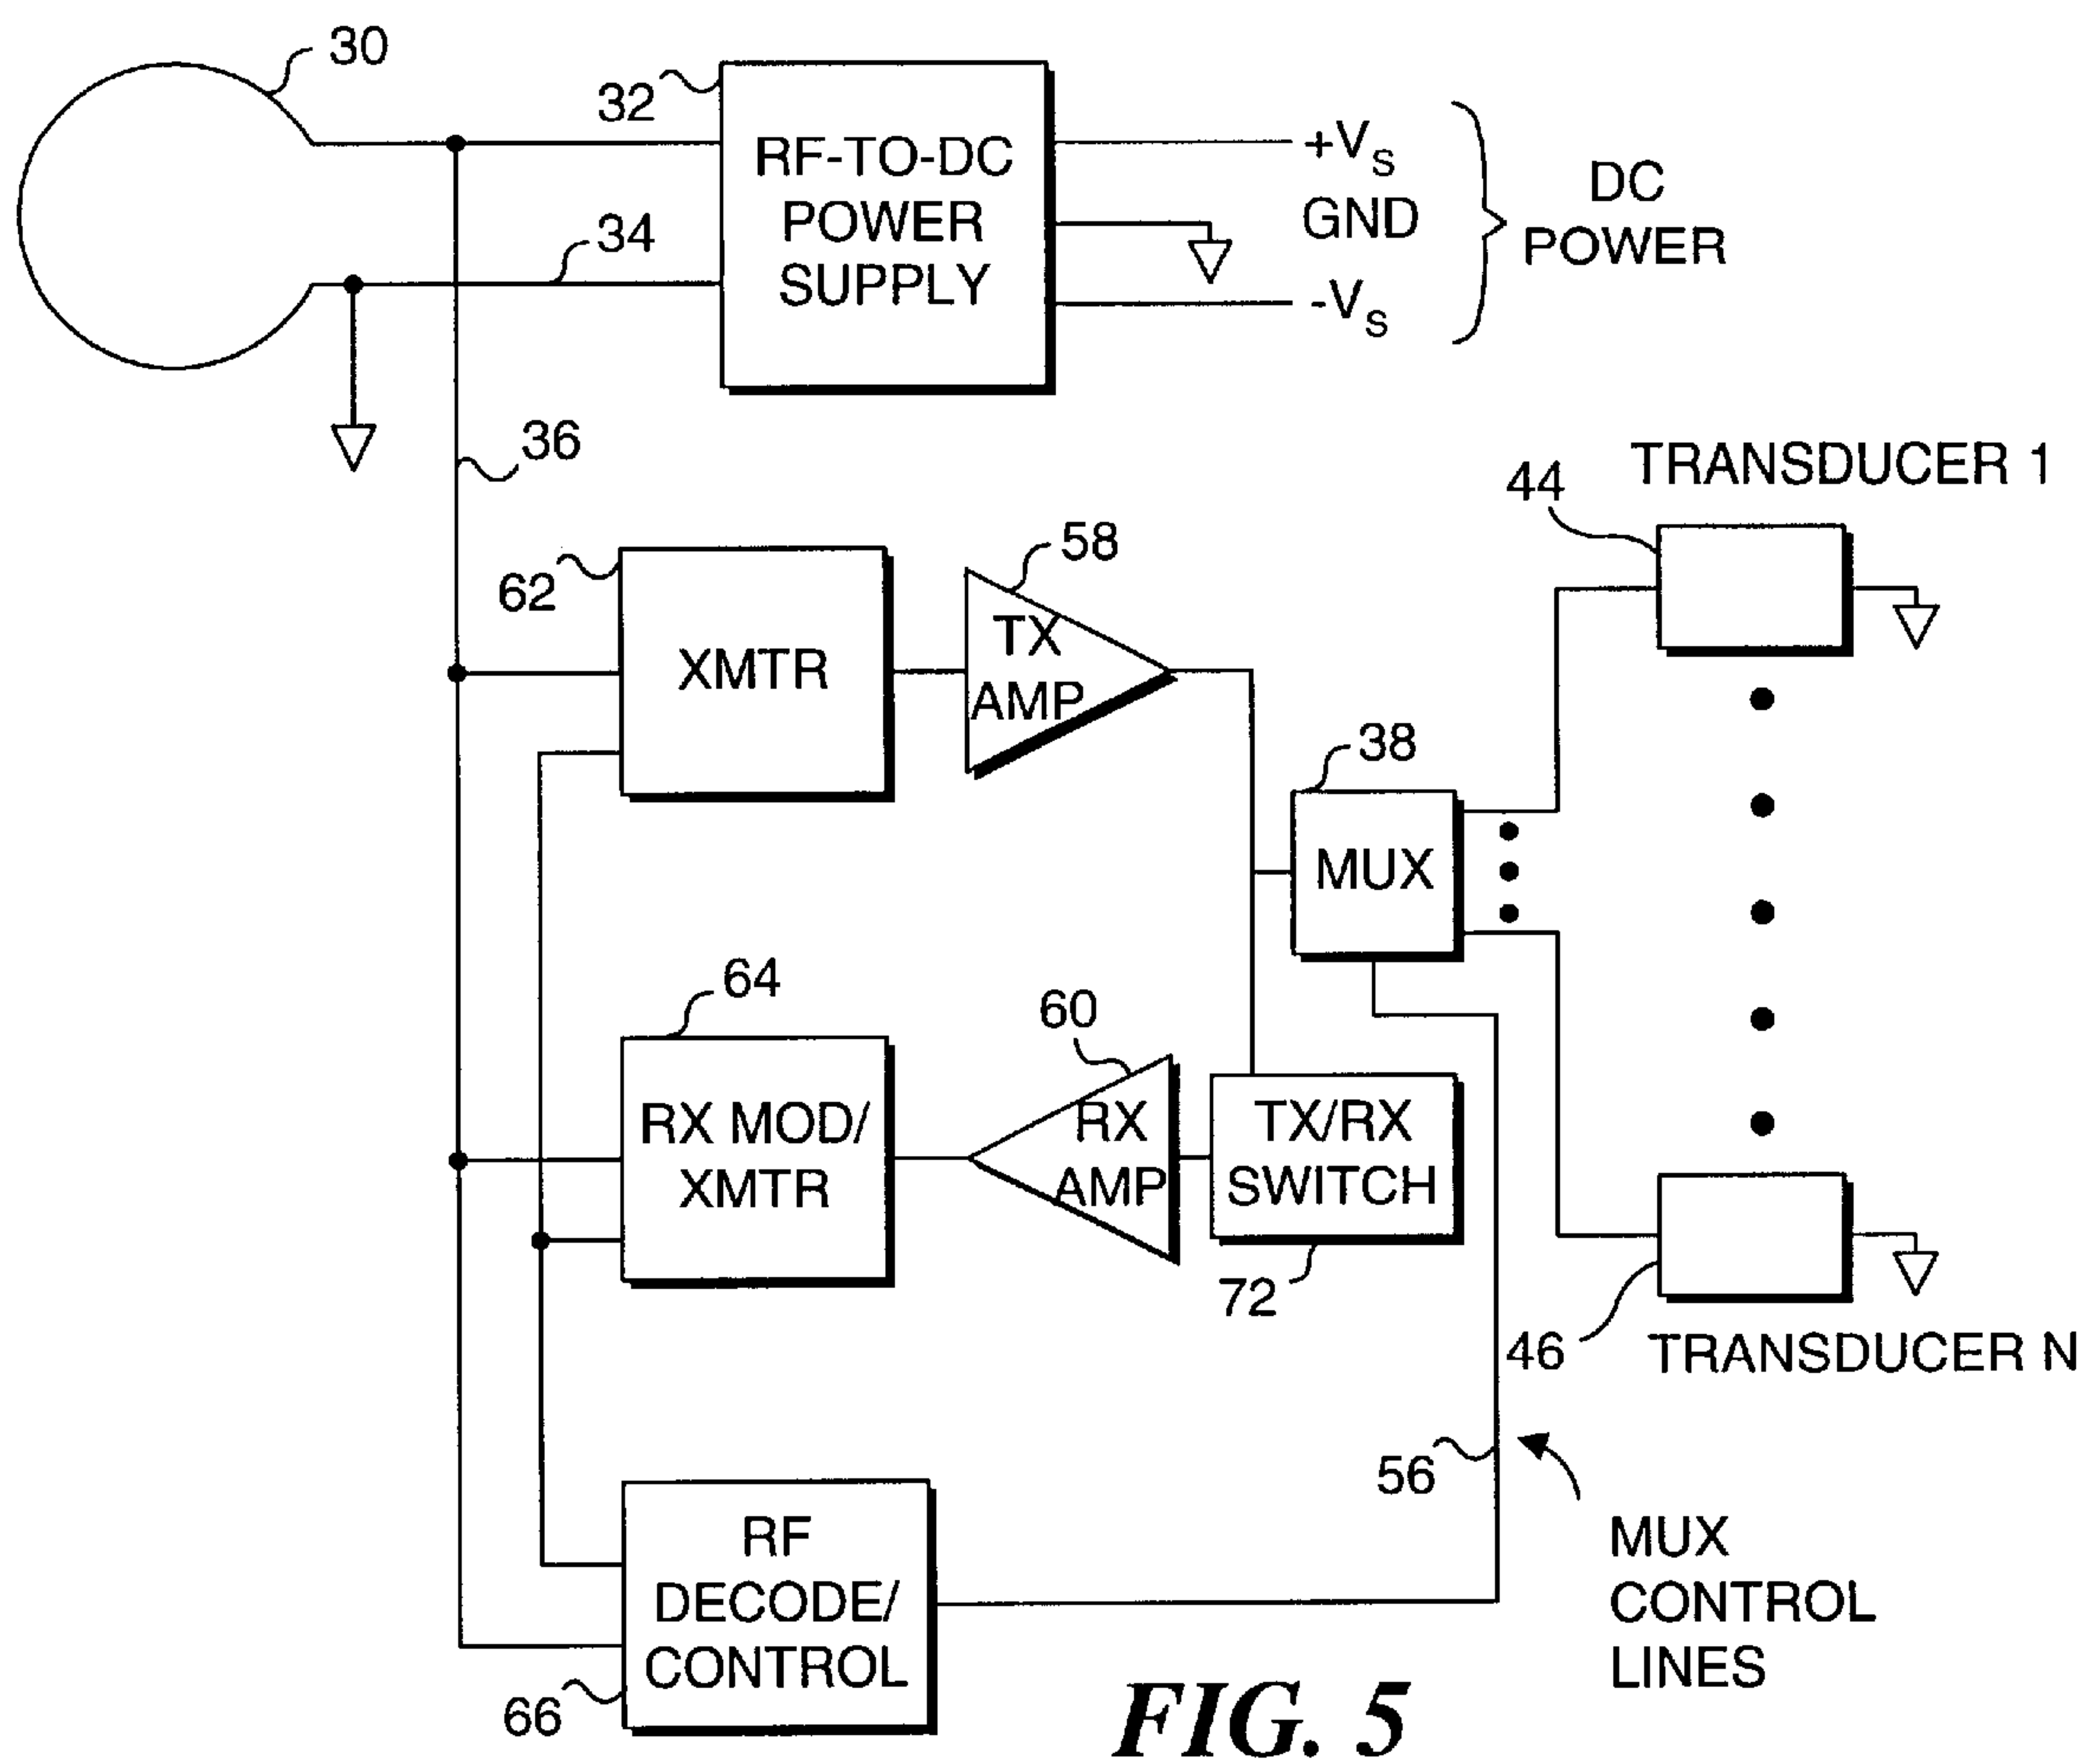 30
32
RF-TO-DC
POWER
SUPPLY
+VS
GND
-VS
DC
POWER
34
36
TRANSDUCER 1
44
58
62
XMTR
TX
AMP
38
MUX
64
60
RX MOD/
XMTR
RX
AMP
TX/RX
SWITCH
72
46
TRANSDUCER N
56
MUX
CONTROL
LINES
RF
DECODE/
CONTROL
66
FIG. 5